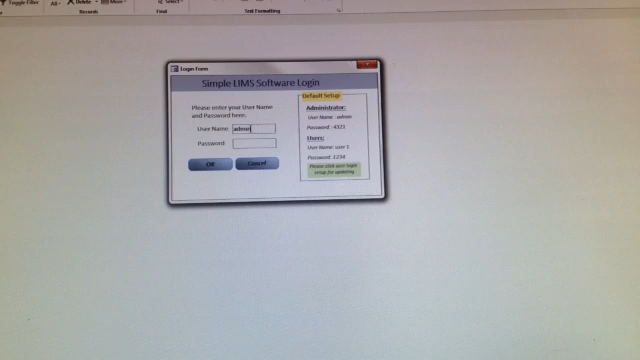 Toggle Filter
All
Delete
More
Select
Records
Find
Text Formatting
Login Form
Simple LIMS Software Login
Please enter your User Name
and Password here.
User Name:
Password
OK
Cancel
Default Setup
Administrator:
User Name : admin
Password : 4321
Users:
User Name: user 1
Password: 1234
Please click user login
setup for updating